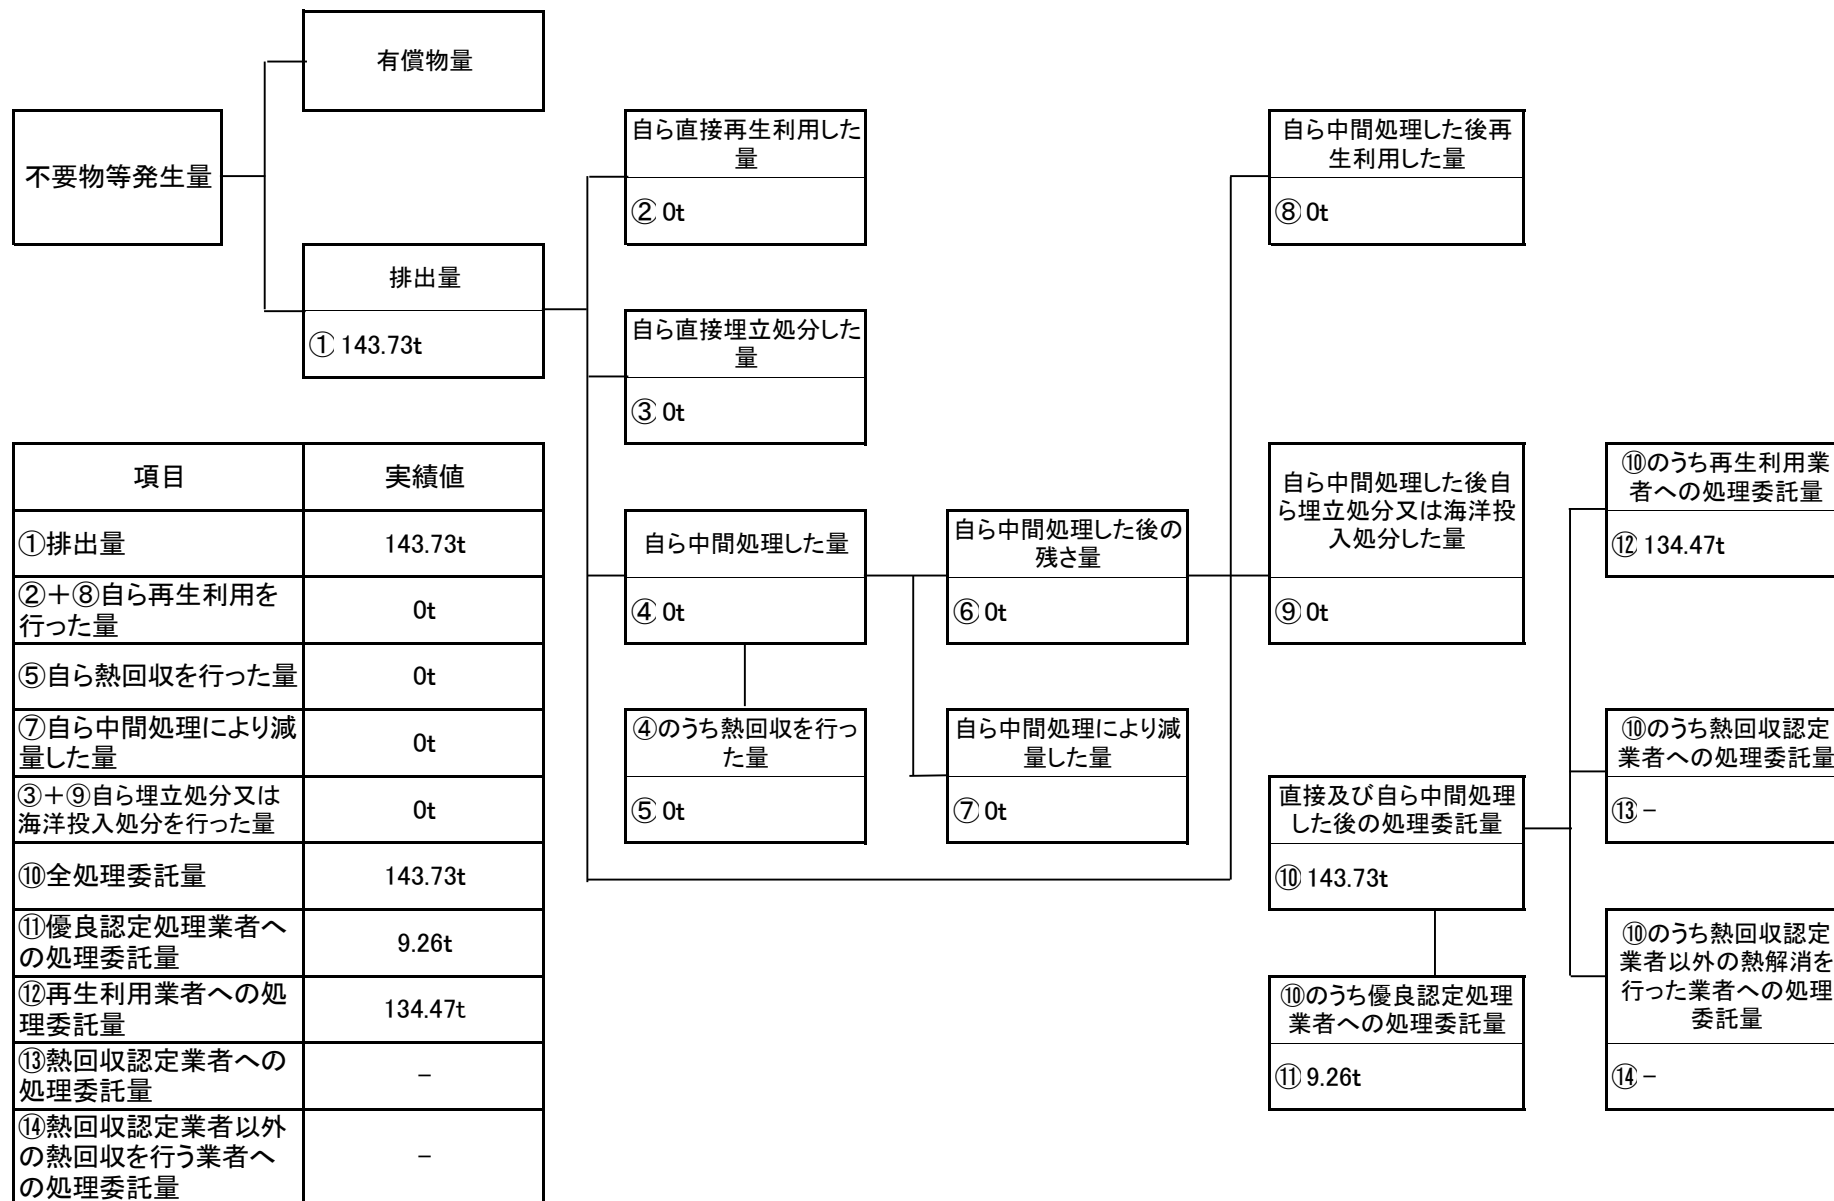 有償物量
不要物等発生量
排出量
① 143.73t
自ら直接再生利用した
量
② 0t
自ら直接埋立処分した
量
③ 0t
自ら中間処理した量
④ 0t
④のうち熱回収を行っ
た量
⑤ 0t
自ら中間処理した後の
残さ量
⑥ 0t
自ら中間処理により減
量した量
⑦ 0t
自ら中間処理した後再
生利用した量
⑧ 0t
自ら中間処理した後自
ら埋立処分又は海洋投
入処分した量
⑨ 0t
直接及び自ら中間処理
した後の処理委託量
⑩ 143.73t
⑩のうち優良認定処理
業者への処理委託量
⑪ 9.26t
⑩のうち再生利用業
者への処理委託量
⑫ 134.47t
⑩のうち熱回収認定
業者への処理委託量
⑬ －
⑩のうち熱回収認定
業者以外の熱解消を
行った業者への処理
委託量
⑭ －
項目 実績値
①排出量 143.73t
②＋⑧自ら再生利用を
行った量 0t
⑤自ら熱回収を行った量 0t
⑦自ら中間処理により減
量した量 0t
③＋⑨自ら埋立処分又は
海洋投入処分を行った量 0t
⑩全処理委託量 143.73t
⑪優良認定処理業者へ
の処理委託量 9.26t
⑫再生利用業者への処
理委託量 134.47t
⑬熱回収認定業者への
処理委託量 －
⑭熱回収認定業者以外
の熱回収を行う業者へ
の処理委託量 －